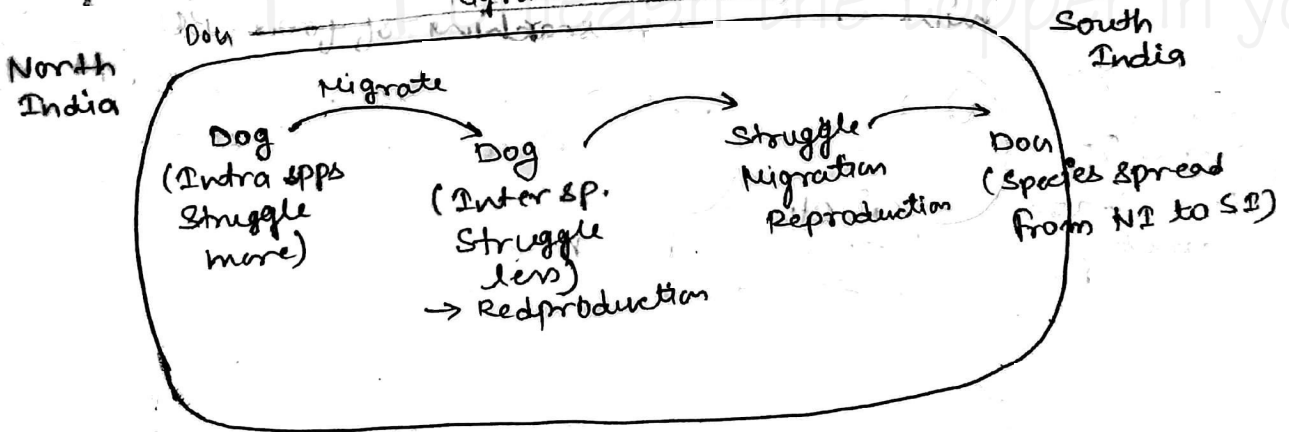 Dog
South
India
North
India
Migrate
Dog
(Intra spps
Struggle
more)
Dog
(Inter sp.
Struggle
less)
→ Redproduction
Struggle
Migration
Reproduction
Dog
(Species spread
from NI to SI)